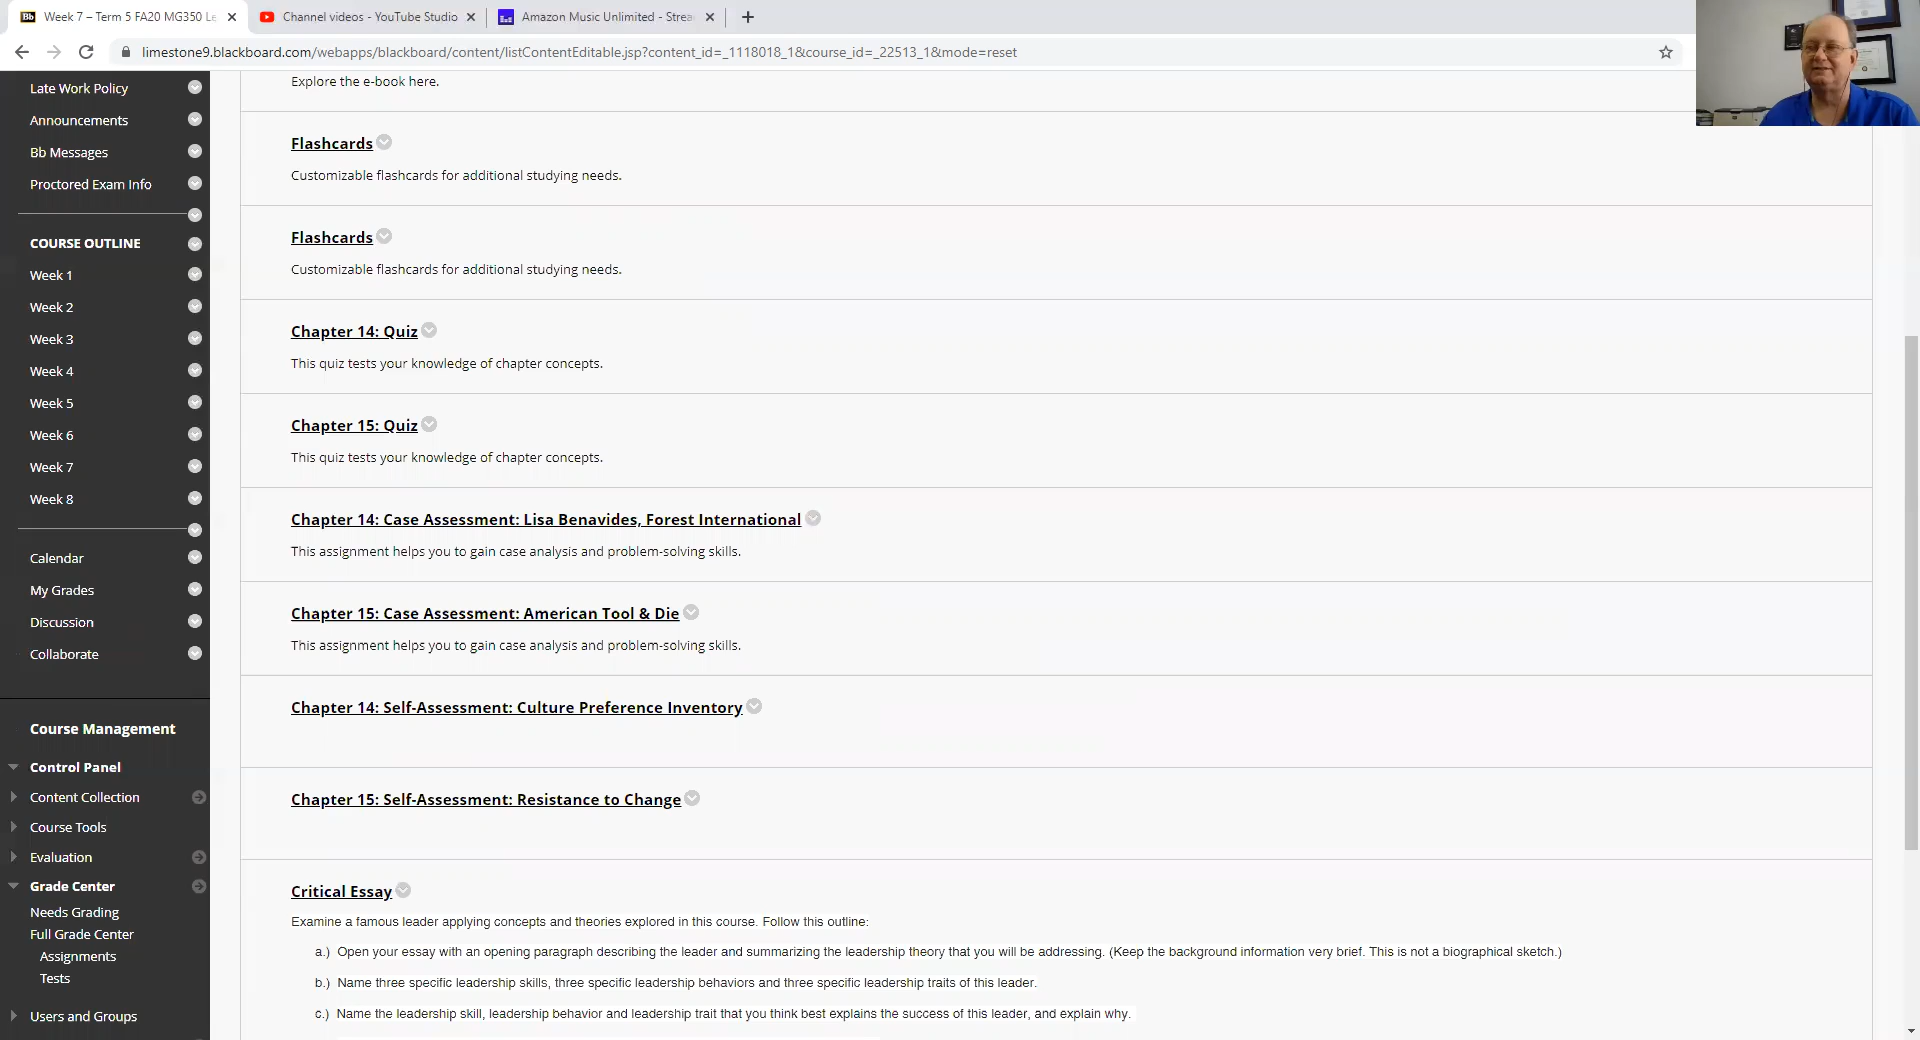 Week 7 – Term 5 FA20 MG350 Le
Channel videos - YouTube Studio
Amazon Music Unlimited - Strea
limestone9.blackboard.com/webapps/blackboard/content/listContentEditable.jsp?content_id=_1118018_1&course_id=_22513_1&mode=reset
Late Work Policy
Announcements
Bb Messages
Proctored Exam Info
COURSE OUTLINE
Week 1
Week 2
Week 3
Week 4
Week 5
Week 6
Week 7
Week 8
Calendar
My Grades
Discussion
Collaborate
Course Management
Control Panel
Content Collection
Course Tools
Evaluation
Grade Center
Needs Grading
Full Grade Center
Assignments
Tests
Users and Groups
Explore the e-book here.
Flashcards
Customizable flashcards for additional studying needs.
Flashcards
Customizable flashcards for additional studying needs.
Chapter 14: Quiz
This quiz tests your knowledge of chapter concepts.
Chapter 15: Quiz
This quiz tests your knowledge of chapter concepts.
Chapter 14: Case Assessment: Lisa Benavides, Forest International
This assignment helps you to gain case analysis and problem-solving skills.
Chapter 15: Case Assessment: American Tool & Die
This assignment helps you to gain case analysis and problem-solving skills.
Chapter 14: Self-Assessment: Culture Preference Inventory
Chapter 15: Self-Assessment: Resistance to Change
Critical Essay
Examine a famous leader applying concepts and theories explored in this course. Follow this outline:
a.) Open your essay with an opening paragraph describing the leader and summarizing the leadership theory that you will be addressing. (Keep the background information very brief. This is not a biographical sketch.)
b.) Name three specific leadership skills, three specific leadership behaviors and three specific leadership traits of this leader.
c.) Name the leadership skill, leadership behavior and leadership trait that you think best explains the success of this leader, and explain why.